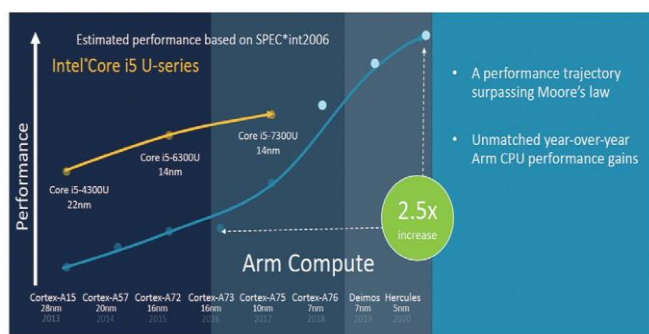 Estimated performance based on SPEC*int2006
Intel®Core i5 U-series
Performance
Core i5-4300U
22nm
Core i5-6300U
14nm
Core i5-7300U
14nm
2.5x
increase
Arm Compute
Cortex-A15 Cortex-A57 Cortex-A72 Cortex-A73 Cortex-A75 Cortex-A76 Deimos Hercules
28nm 20nm 16nm 16nm 10nm 7nm 7nm 5nm
2013 2014 2015 2016 2017 2018 2019 2020
• A performance trajectory
surpassing Moore's law
• Unmatched year-over-year
Arm CPU performance gains